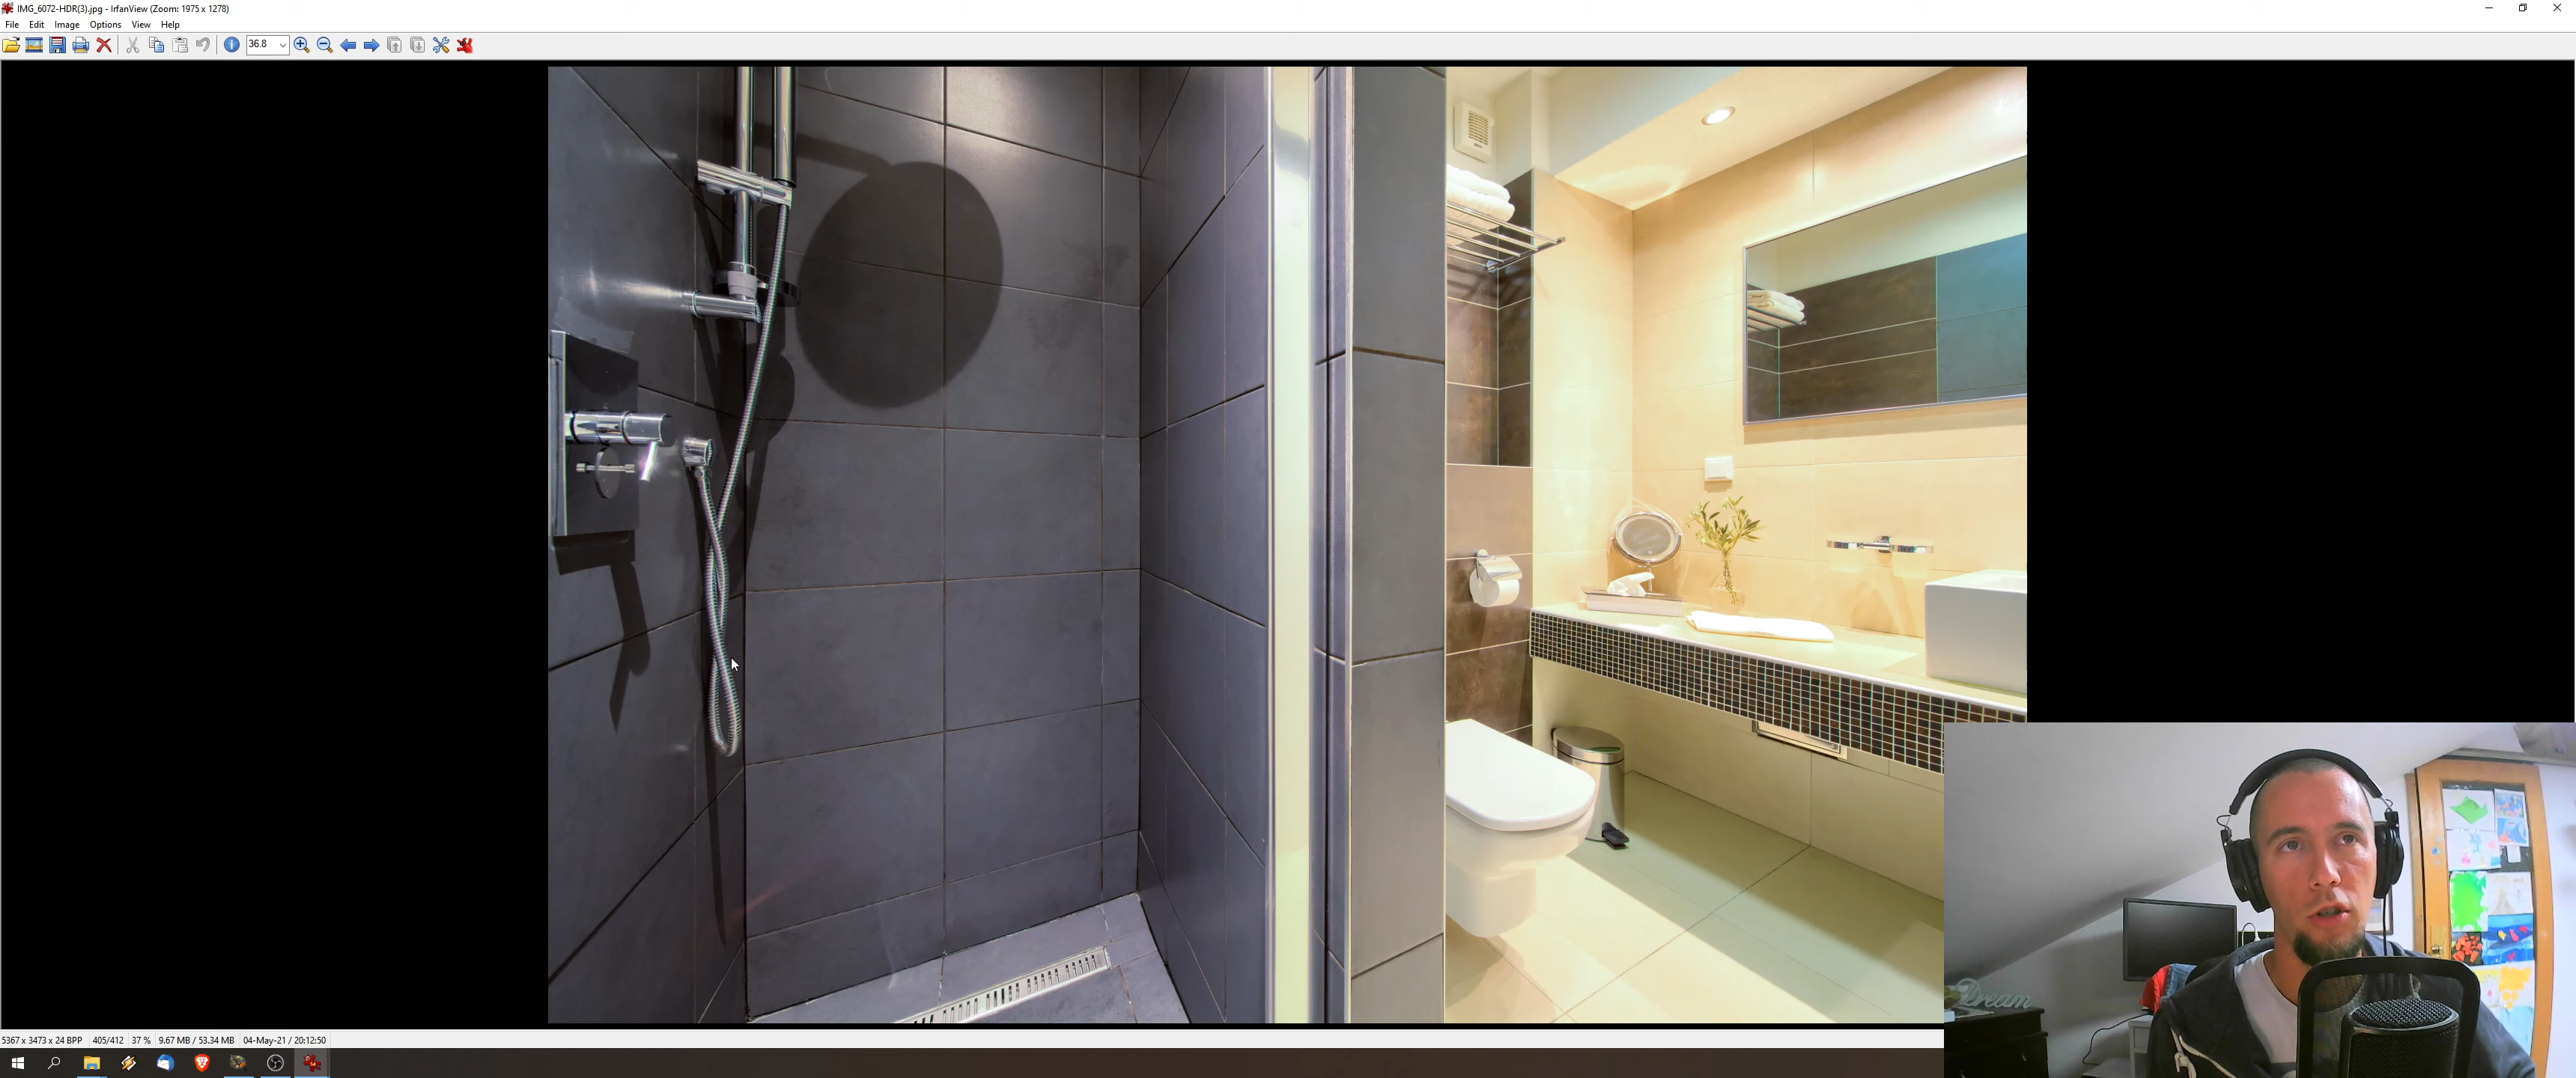 IMG_6072-HDR(3).jpg - IrfanView (Zoom: 1975 x 1278)
File Edit Image Options View Help
36.8
5367 x 3473 x 24 BPP 405/412 37 % 9.67 MB / 53.34 MB 04-May-21 / 20:12:50
Dream